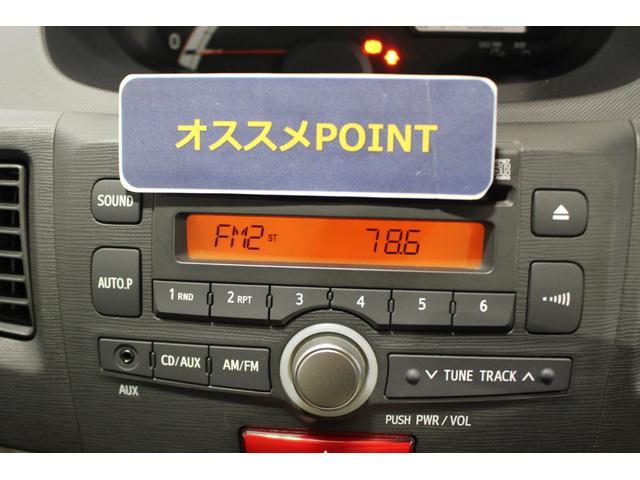 0
オススメPOINT
SOUND
FM2 ST 78.6
AUTO.P
1 RND 2 RPT 3 4 5 6
AUX
CD/AUX AM/FM
∨ TUNE TRACK ∧
PUSH PWR/VOL